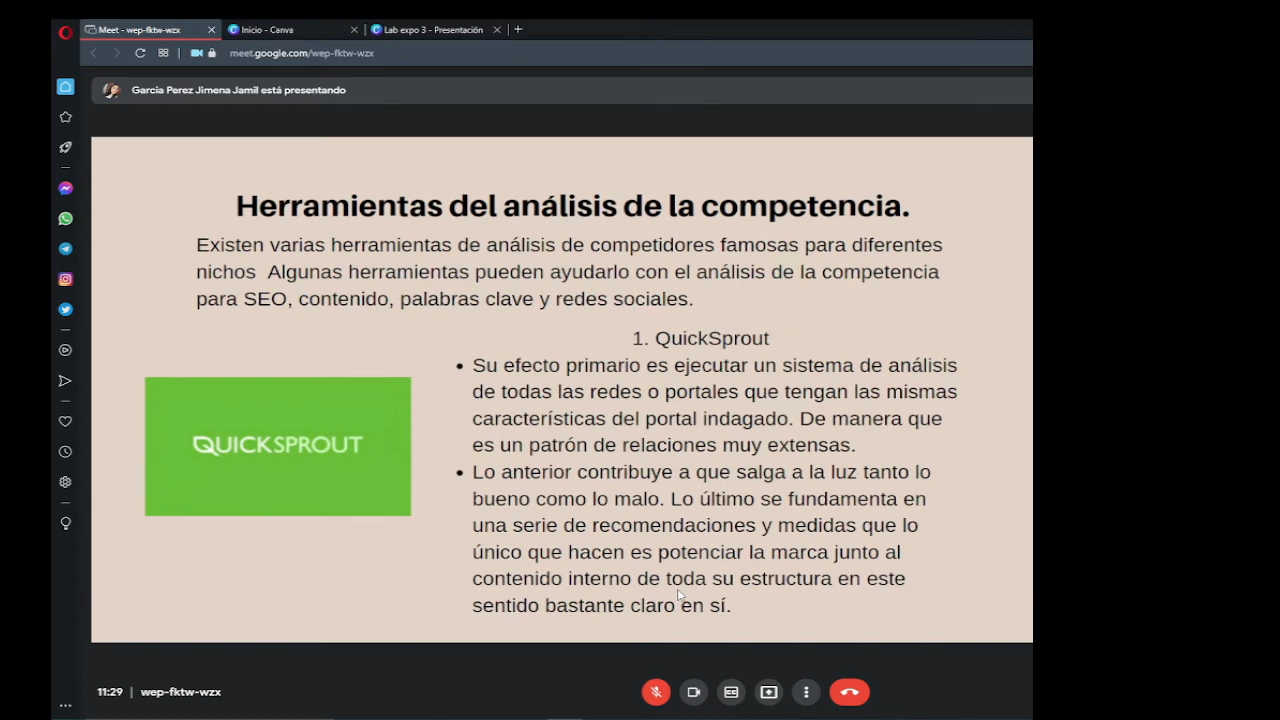 Meet - wep-fktw-wzx
Inicio - Canva
Lab expo 3 - Presentación
meet.google.com/wep-fktw-wzx
Garcia Perez Jimena Jamil está presentando
Herramientas del análisis de la competencia.
Existen varias herramientas de análisis de competidores famosas para diferentes
nichos Algunas herramientas pueden ayudarlo con el análisis de la competencia
para SEO, contenido, palabras clave y redes sociales.
QUICKSPROUT
1. QuickSprout
• Su efecto primario es ejecutar un sistema de análisis
de todas las redes o portales que tengan las mismas
características del portal indagado. De manera que
es un patrón de relaciones muy extensas.
• Lo anterior contribuye a que salga a la luz tanto lo
bueno como lo malo. Lo último se fundamenta en
una serie de recomendaciones y medidas que lo
único que hacen es potenciar la marca junto al
contenido interno de toda su estructura en este
sentido bastante claro en sí.
11:29 | wep-fktw-wzx